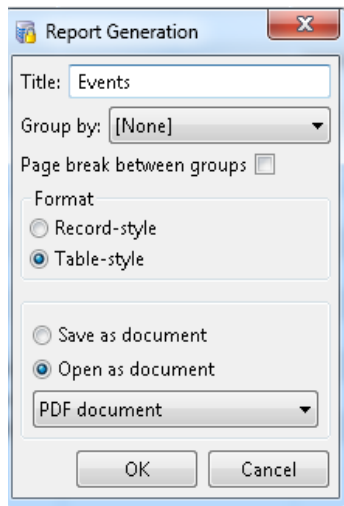 Report Generation
Title: Events
Group by: [None]
Page break between groups
Format
Record-style
Table-style
Save as document
Open as document
PDF document
OK Cancel